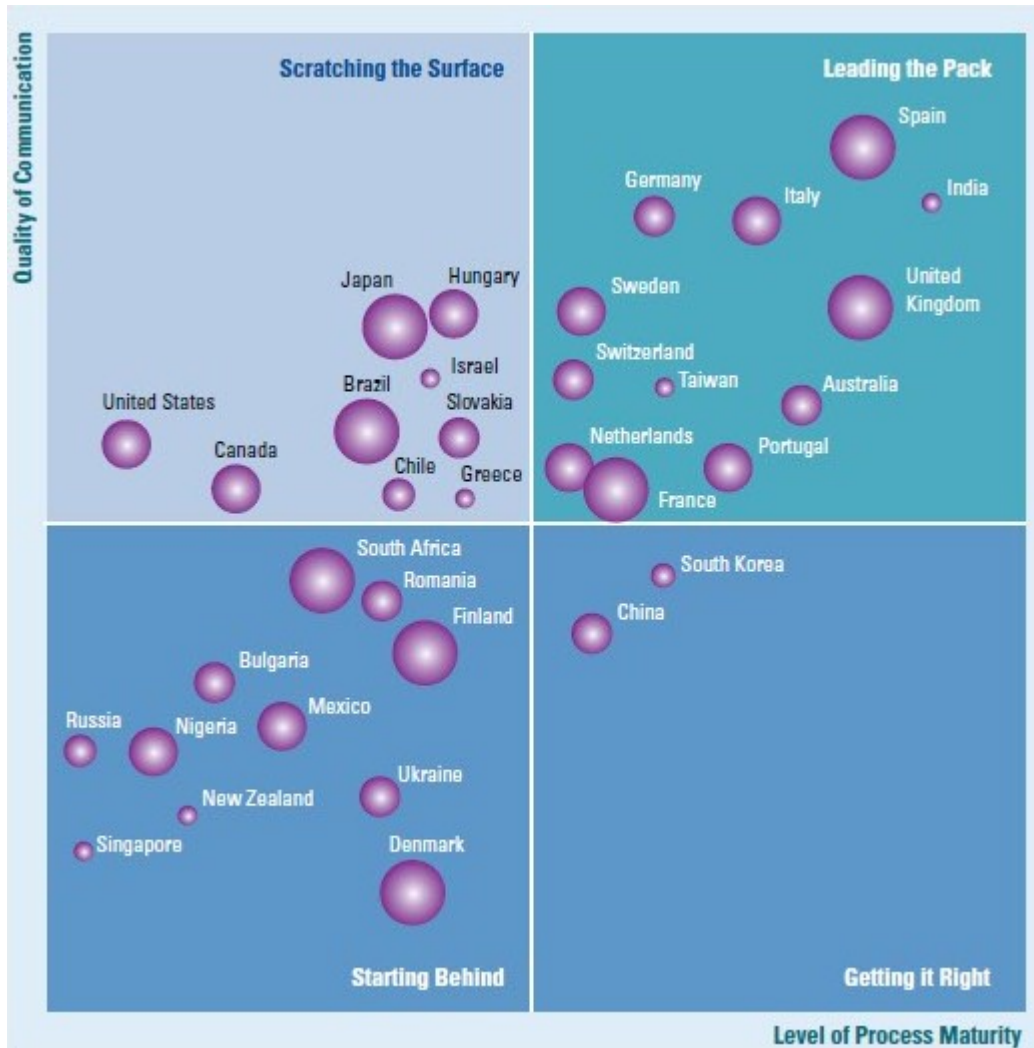 Quality of Communication
Scratching the Surface
Leading the Pack
Spain
Germany
Italy
India
Japan
Hungary
Sweden
United
Kingdom
Israel
Switzerland
Taiwan
Brazil
Slovakia
Australia
United States
Canada
Chile
Greece
Netherlands
Portugal
France
South Africa
Romania
Finland
South Korea
China
Bulgaria
Mexico
Russia
Nigeria
Ukraine
New Zealand
Singapore
Denmark
Starting Behind
Getting it Right
Level of Process Maturity